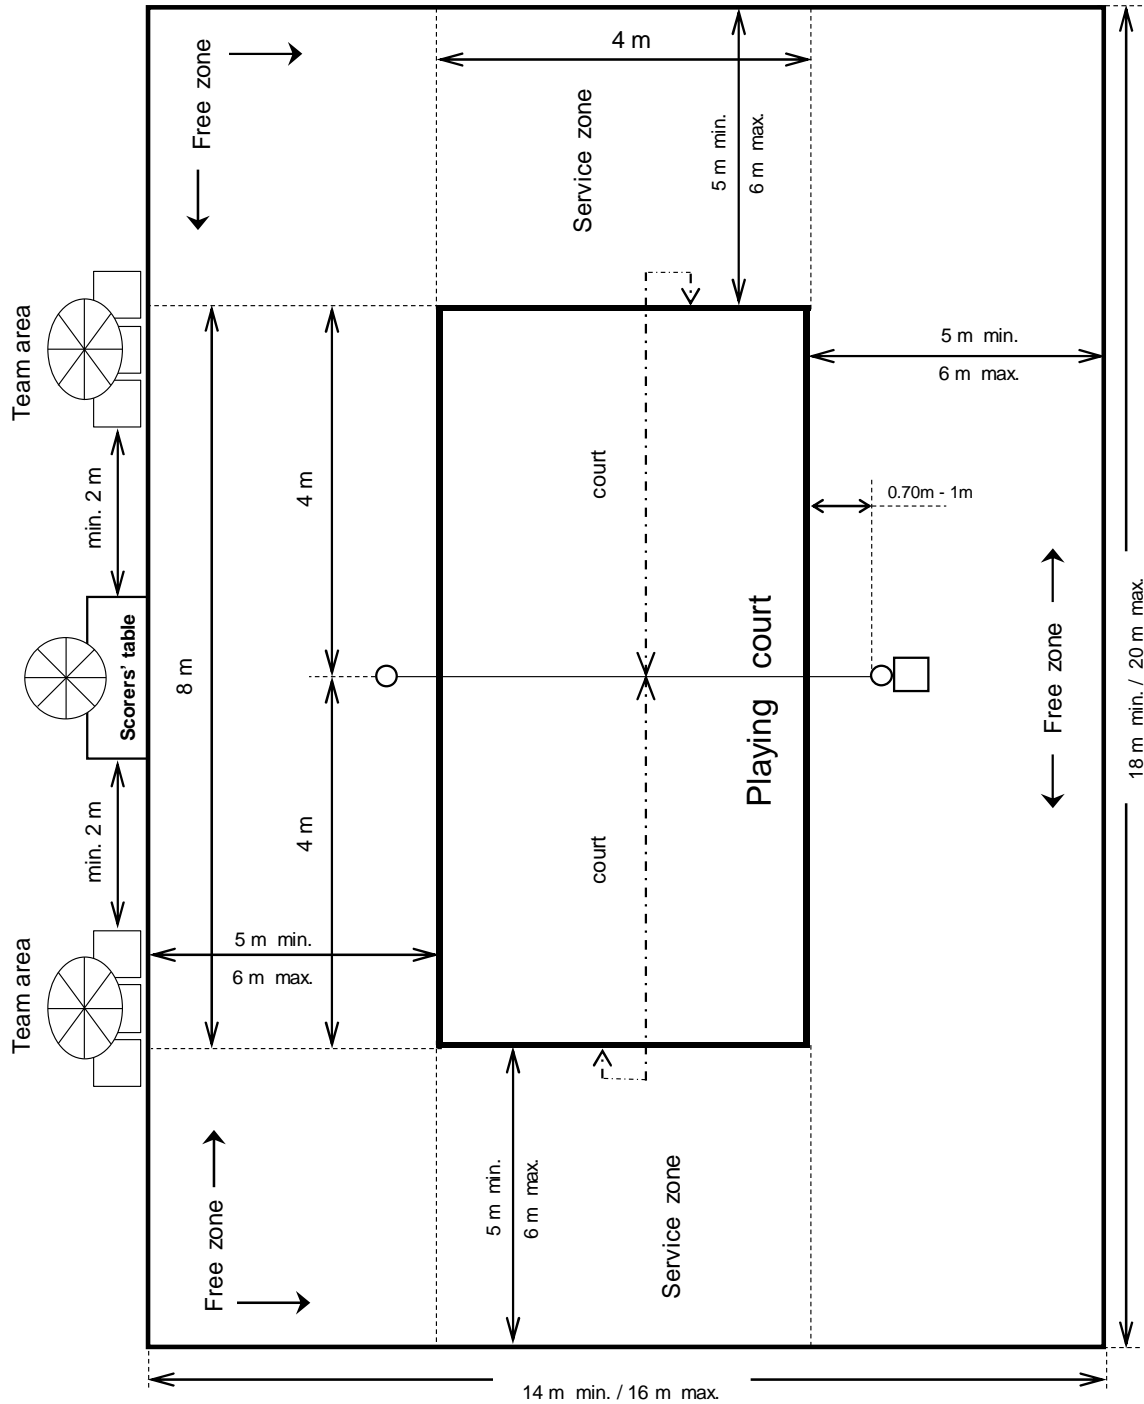 4 m
Free zone
Service zone
5 m min.
6 m max.
Team area
5 m min.
6 m max.
min. 2 m
4 m
court
0.70m - 1m
Scorers' table
8 m
Playing court
Free zone
18 m min. / 20 m max.
min. 2 m
4 m
court
Team area
5 m min.
6 m max.
5 m min.
6 m max.
Service zone
Free zone
14 m min. / 16 m max.